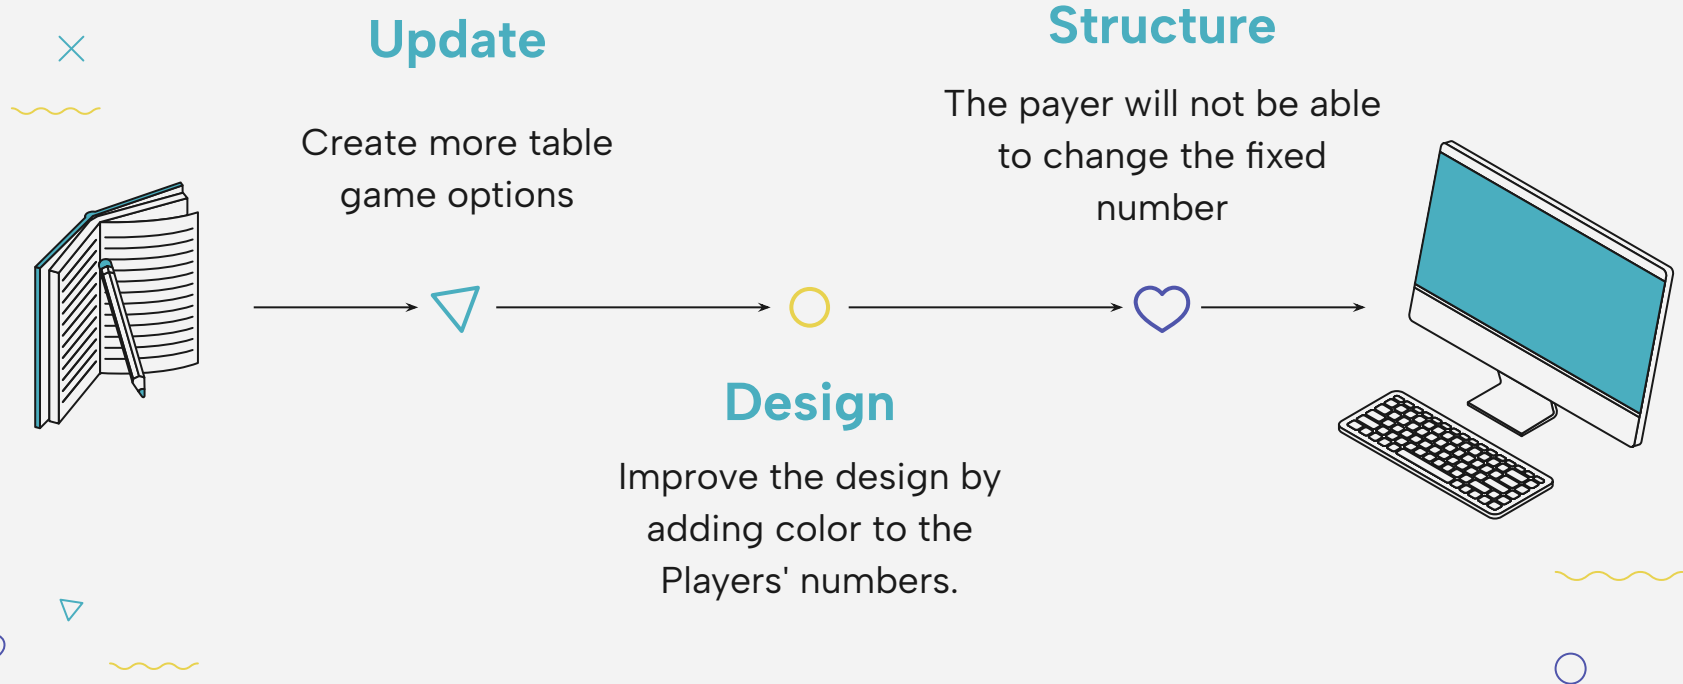 Update
Create more table
game options
Design
Improve the design by
adding color to the
Players' numbers.
Structure
The payer will not be able
to change the fixed
number